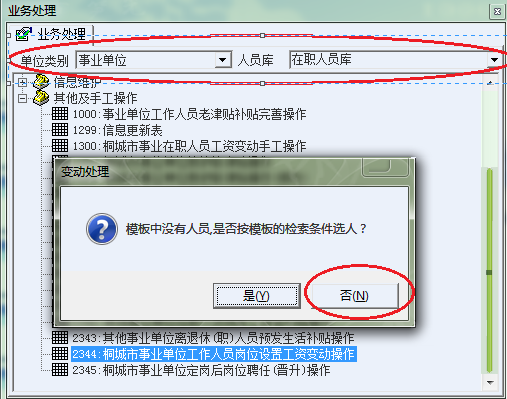 业务处理
业务处理
单位类别 事业单位 人员库 在职人员库
信息维护
其他及手工操作
1000:事业单位工作人员老津贴补贴完善操作
1299:信息更新表
1300:桐城市事业在职人员工资变动手工操作
变动处理
模板中没有人员,是否按模板的检索条件选人？
是(Y) 否(N)
2343:其他事业单位离退休(职)人员预发生活补贴操作
2344:桐城市事业单位工作人员岗位设置工资变动操作
2345:桐城市事业单位定岗后岗位聘任(晋升)操作